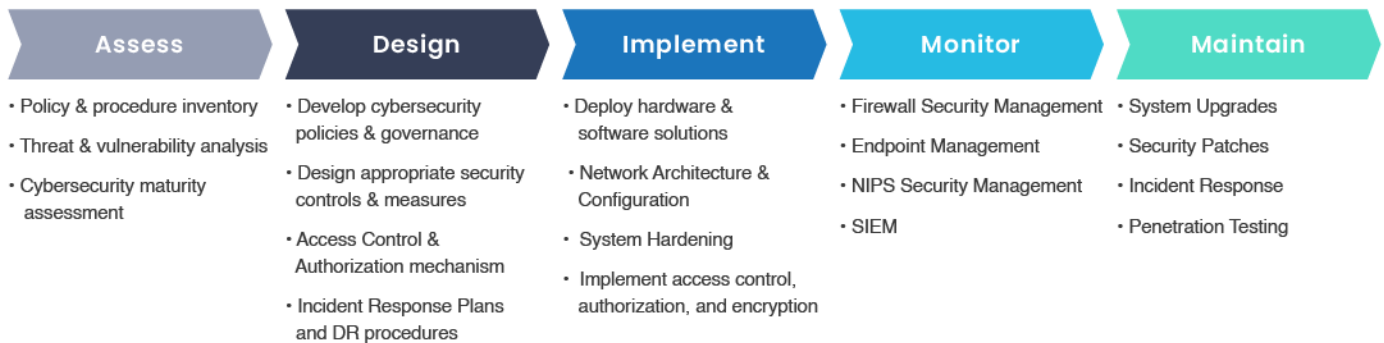 Assess
• Policy & procedure inventory
• Threat & vulnerability analysis
• Cybersecurity maturity
assessment
Design
• Develop cybersecurity
policies & governance
• Design appropriate security
controls & measures
• Access Control &
Authorization mechanism
• Incident Response Plans
and DR procedures
Implement
• Deploy hardware &
software solutions
• Network Architecture &
Configuration
• System Hardening
• Implement access control,
authorization, and encryption
Monitor
• Firewall Security Management
• Endpoint Management
• NIPS Security Management
• SIEM
Maintain
• System Upgrades
• Security Patches
• Incident Response
• Penetration Testing